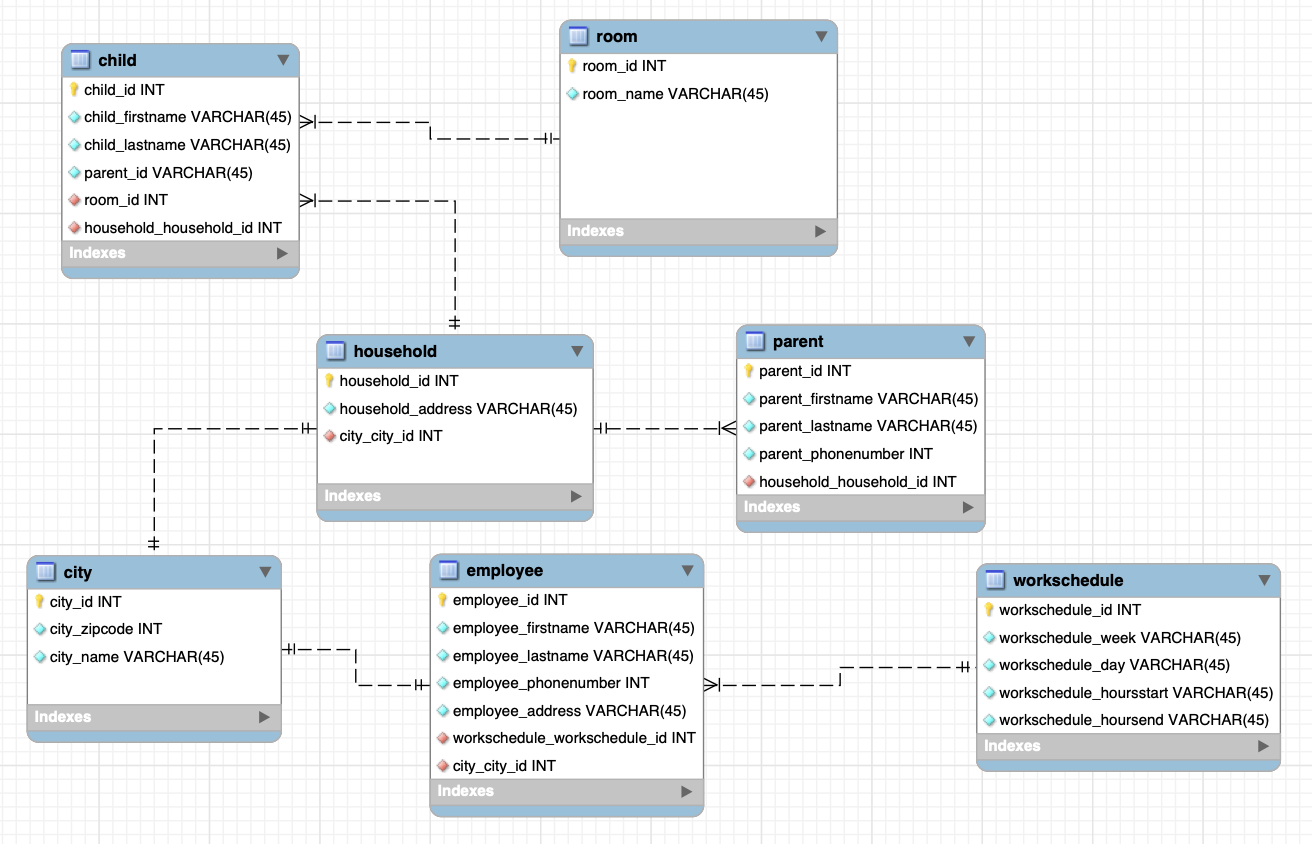 child
child_id INT
child_firstname VARCHAR(45)
child_lastname VARCHAR(45)
parent_id VARCHAR(45)
room_id INT
household_household_id INT
Indexes
room
room_id INT
room_name VARCHAR(45)
Indexes
household
household_id INT
household_address VARCHAR(45)
city_city_id INT
Indexes
parent
parent_id INT
parent_firstname VARCHAR(45)
parent_lastname VARCHAR(45)
parent_phonenumber INT
household_household_id INT
Indexes
city
city_id INT
city_zipcode INT
city_name VARCHAR(45)
Indexes
employee
employee_id INT
employee_firstname VARCHAR(45)
employee_lastname VARCHAR(45)
employee_phonenumber INT
employee_address VARCHAR(45)
workschedule_workschedule_id INT
city_city_id INT
Indexes
workschedule
workschedule_id INT
workschedule_week VARCHAR(45)
workschedule_day VARCHAR(45)
workschedule_hoursstart VARCHAR(45)
workschedule_hoursend VARCHAR(45)
Indexes